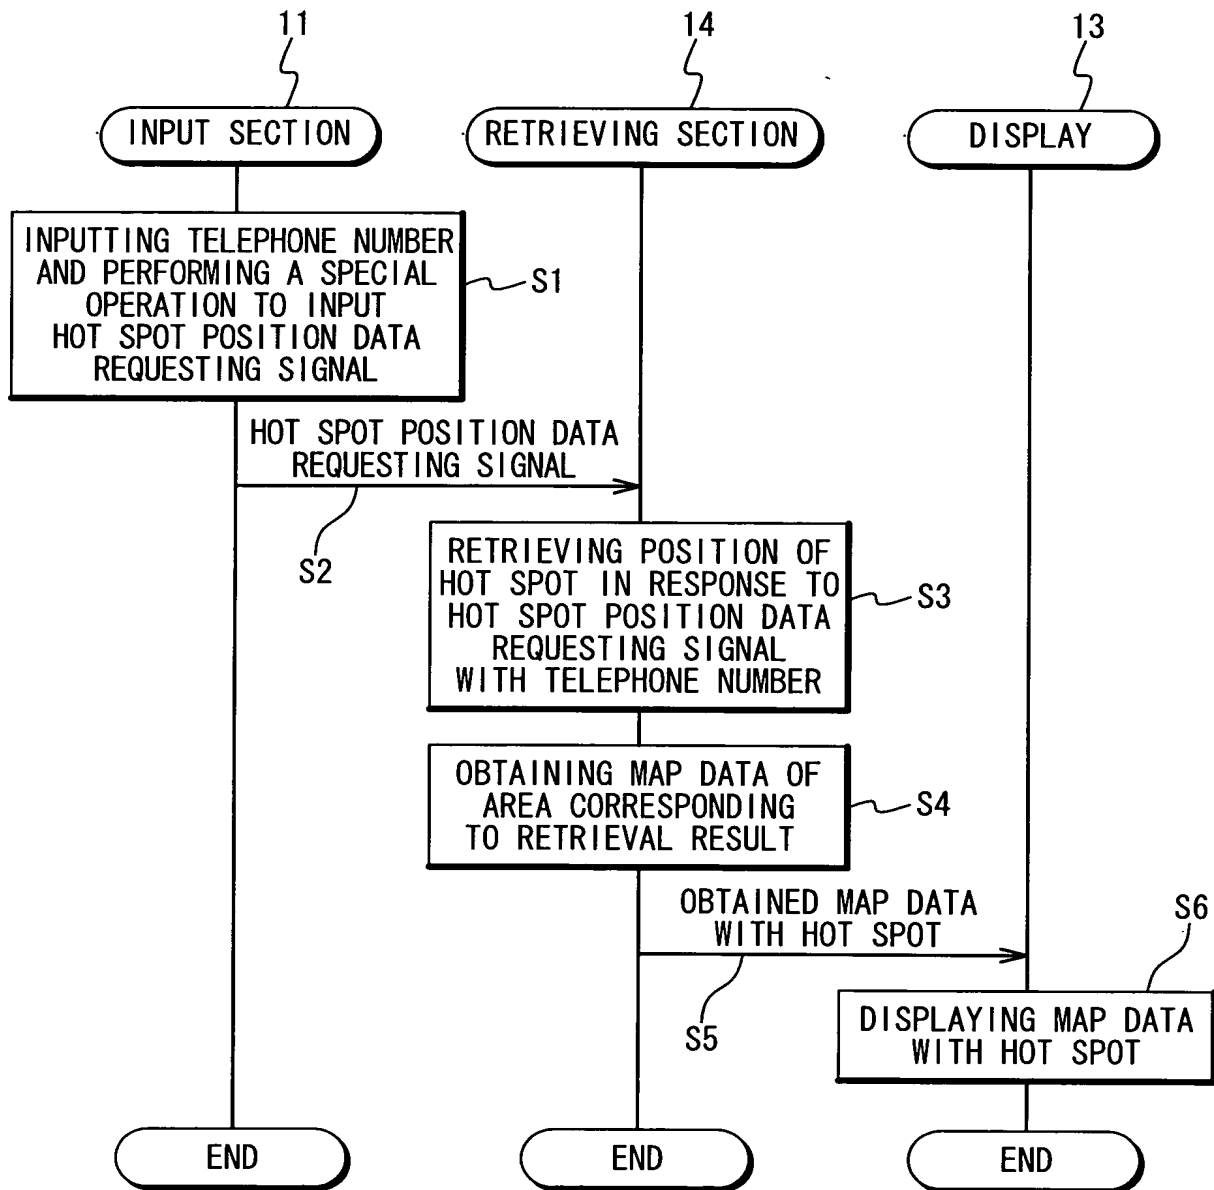 11
14
13
INPUT SECTION
RETRIEVING SECTION
DISPLAY
INPUTTING TELEPHONE NUMBER
AND PERFORMING A SPECIAL
OPERATION TO INPUT
HOT SPOT POSITION DATA
REQUESTING SIGNAL
S1
HOT SPOT POSITION DATA
REQUESTING SIGNAL
S2
RETRIEVING POSITION OF
HOT SPOT IN RESPONSE TO
HOT SPOT POSITION DATA
REQUESTING SIGNAL
WITH TELEPHONE NUMBER
S3
OBTAINING MAP DATA OF
AREA CORRESPONDING
TO RETRIEVAL RESULT
S4
OBTAINED MAP DATA
WITH HOT SPOT
S5
S6
DISPLAYING MAP DATA
WITH HOT SPOT
END
END
END